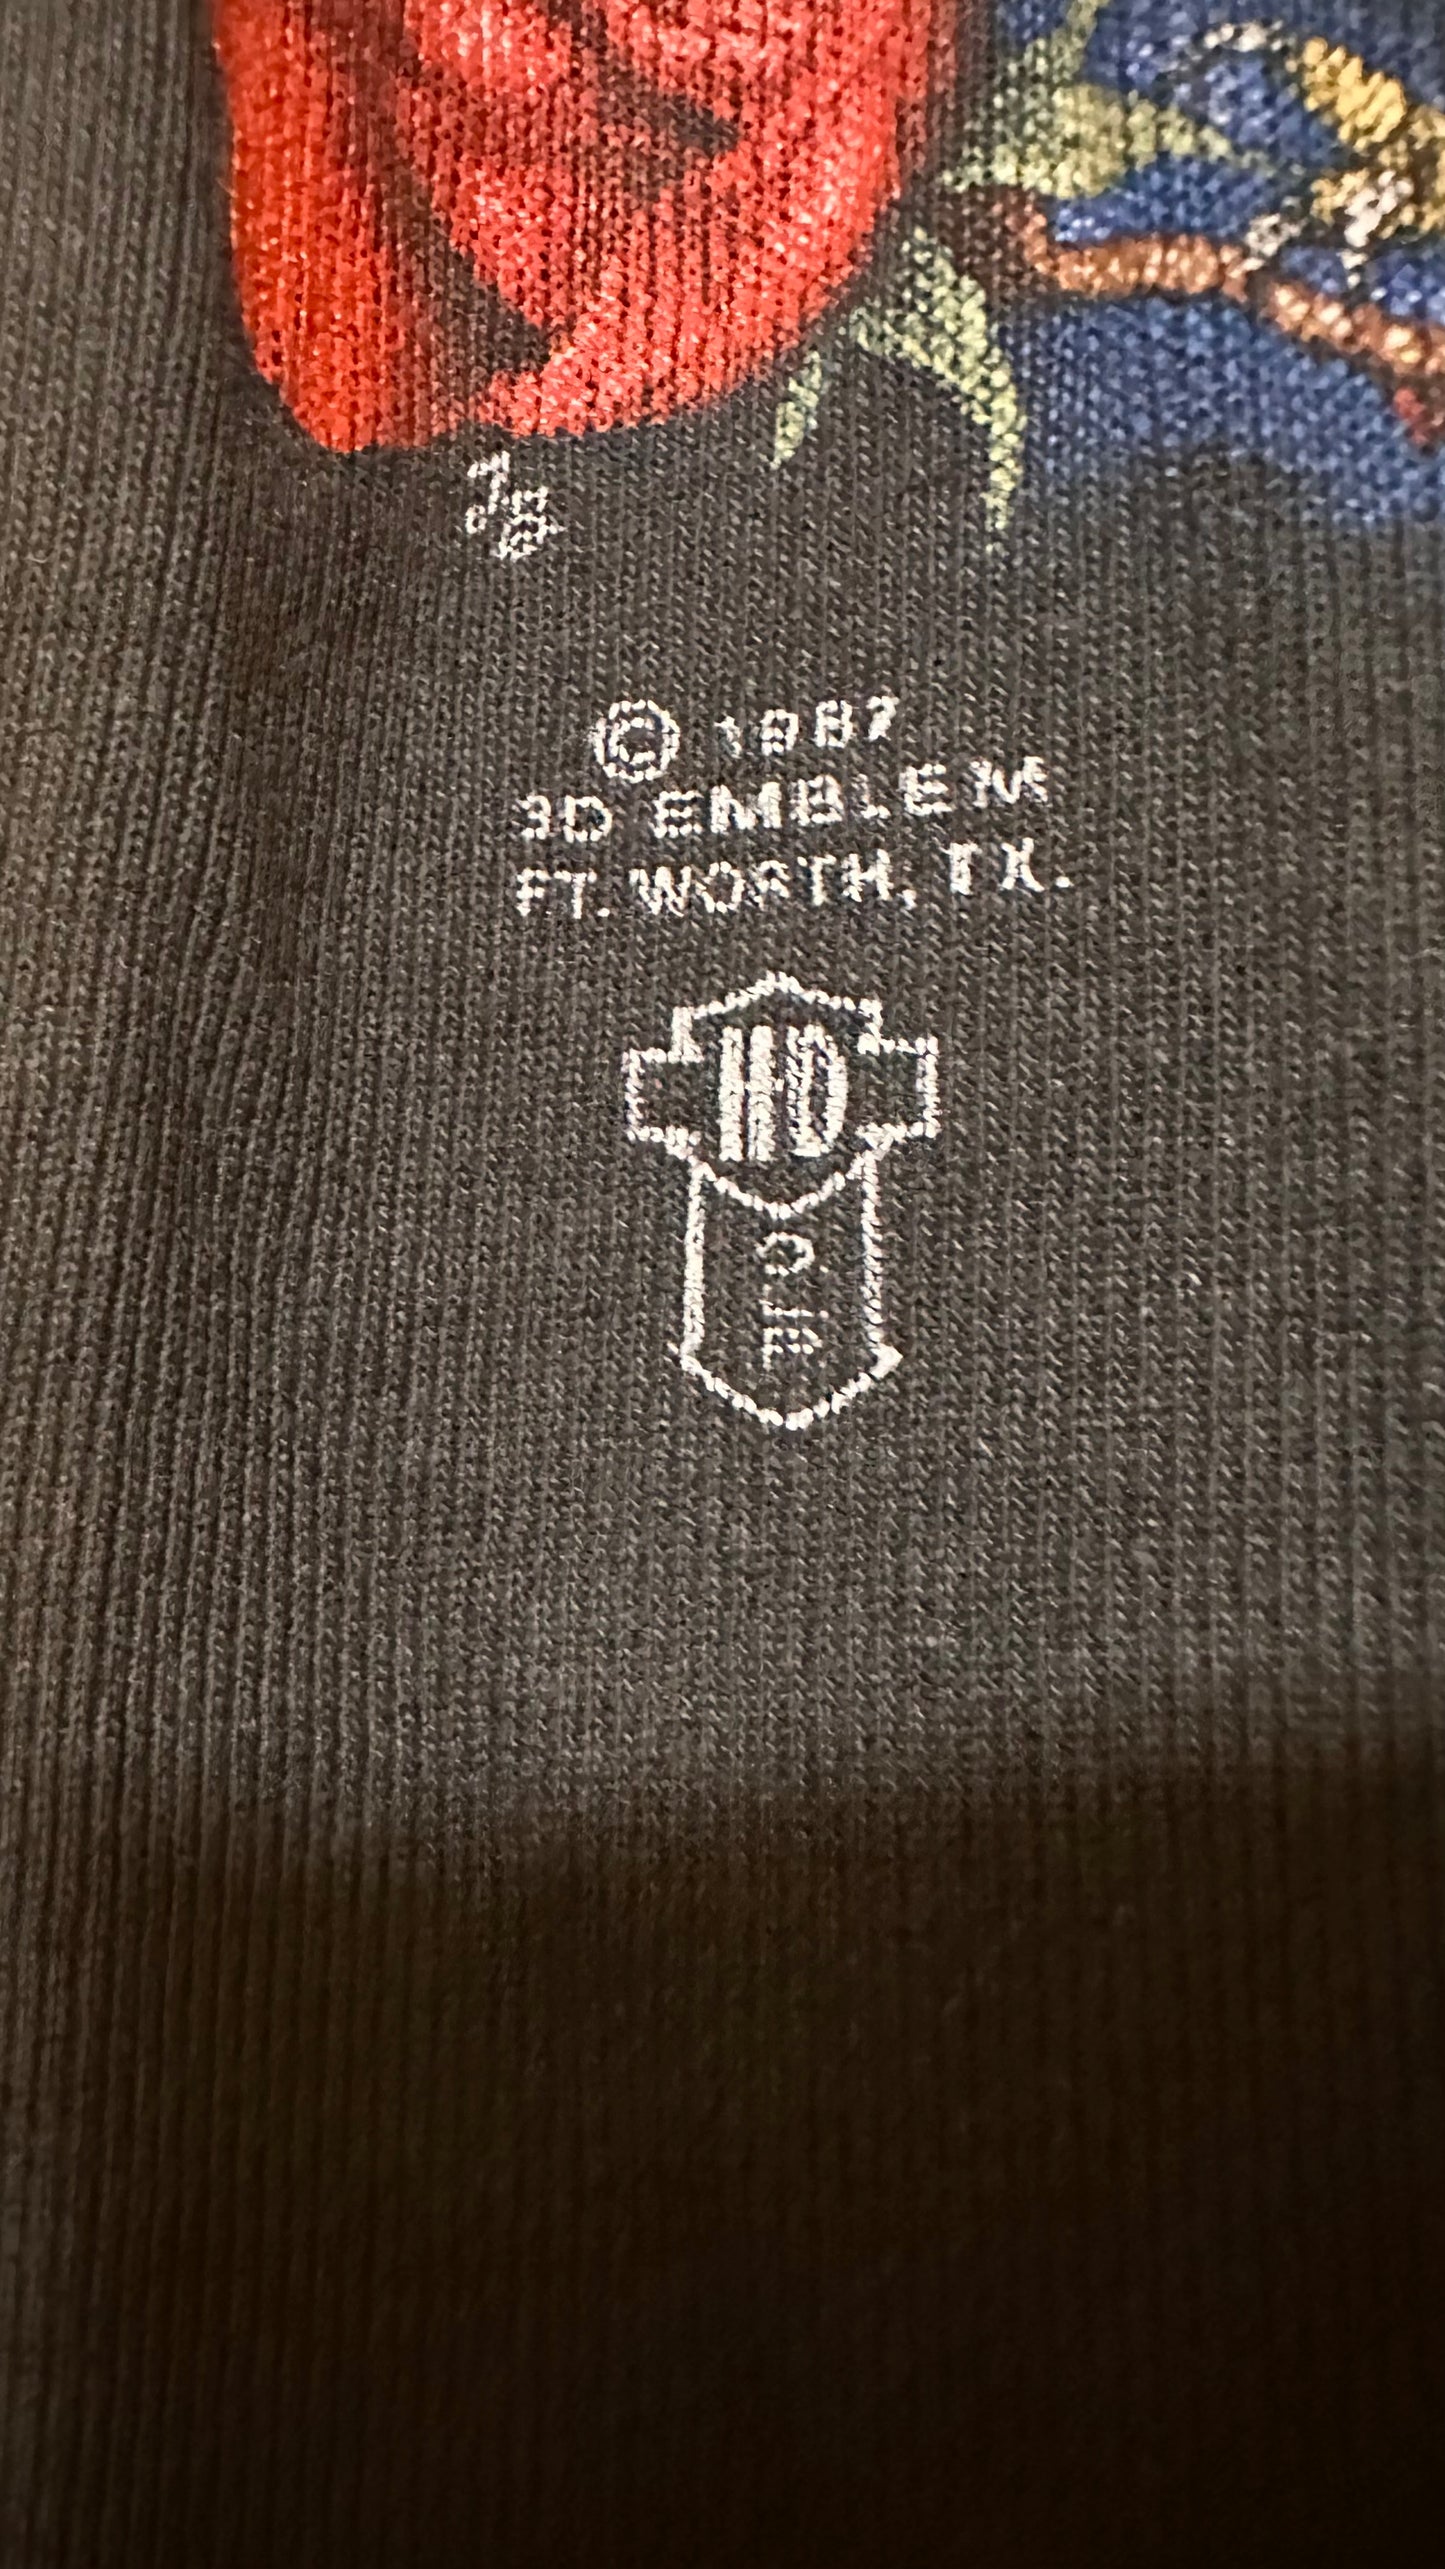 © 1987
3D EMBLEM
FT. WORTH, TX.
HD